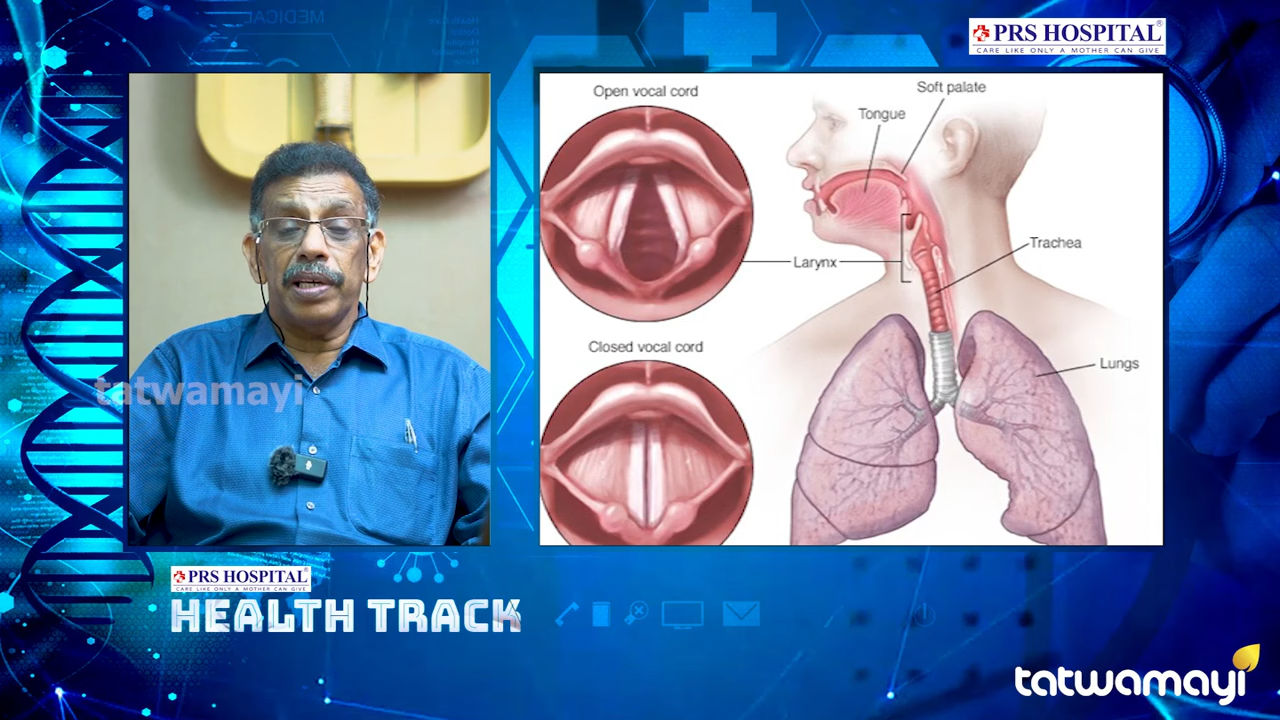 PRS HOSPITAL®
CARE LIKE ONLY A MOTHER CAN GIVE
Open vocal cord
Soft palate
Tongue
Trachea
Larynx
Closed vocal cord
Lungs
tatwamayi
PRS HOSPITAL®
CARE LIKE ONLY A MOTHER CAN GIVE
HEALTH TRACK
tatwamayi